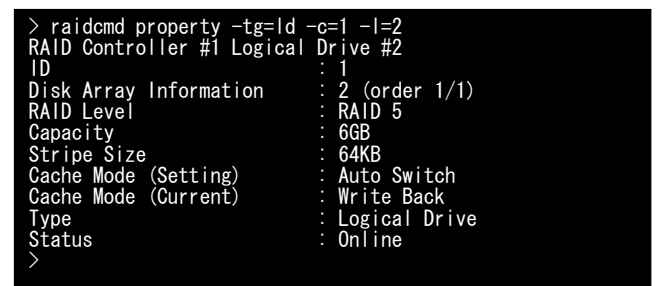 > raidcmd property -tg=ld -c=1 -l=2
RAID Controller #1 Logical Drive #2
ID                        : 1
Disk Array Information    : 2 (order 1/1)
RAID Level                : RAID 5
Capacity                  : 6GB
Stripe Size               : 64KB
Cache Mode (Setting)      : Auto Switch
Cache Mode (Current)      : Write Back
Type                      : Logical Drive
Status                    : Online
>